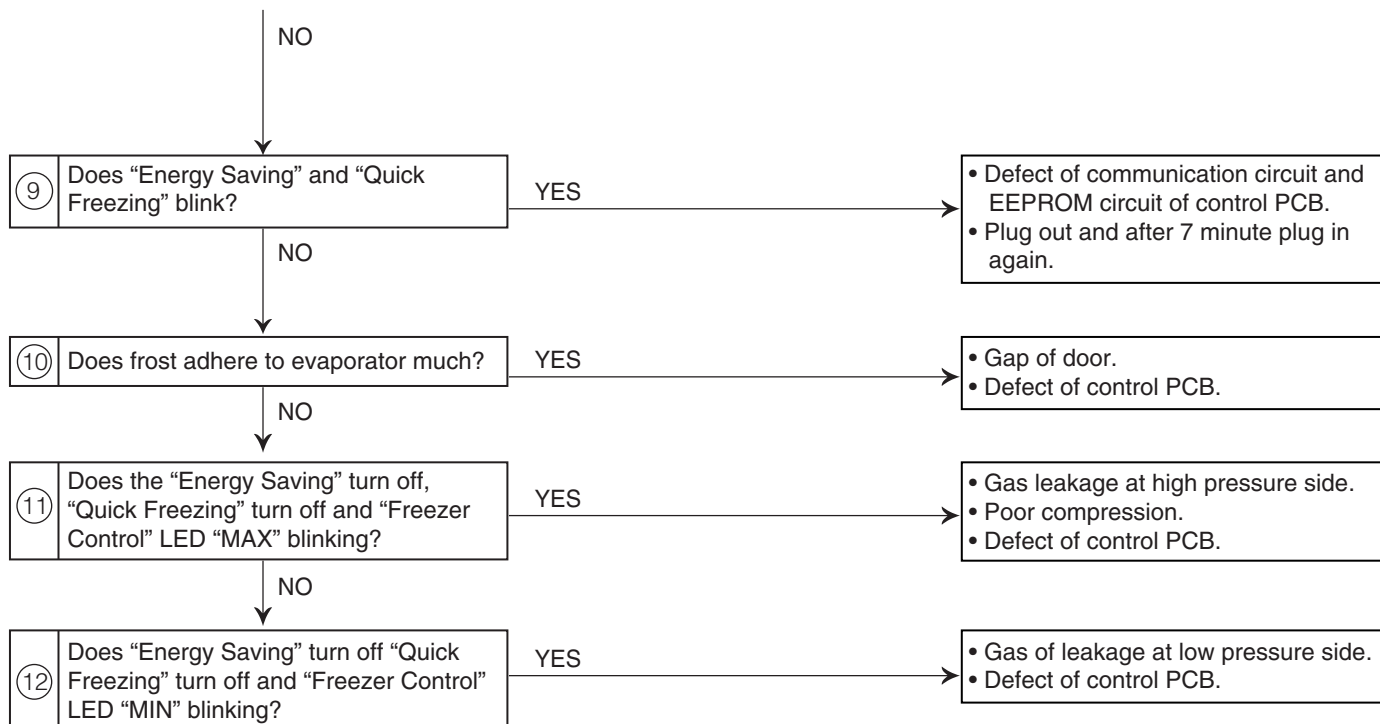 NO
⑨ Does “Energy Saving” and “Quick
Freezing” blink?
YES
• Defect of communication circuit and
EEPROM circuit of control PCB.
• Plug out and after 7 minute plug in
again.
NO
⑩ Does frost adhere to evaporator much?
YES
• Gap of door.
• Defect of control PCB.
NO
⑪ Does the “Energy Saving” turn off,
“Quick Freezing” turn off and “Freezer
Control” LED “MAX” blinking?
YES
• Gas leakage at high pressure side.
• Poor compression.
• Defect of control PCB.
NO
⑫ Does “Energy Saving” turn off “Quick
Freezing” turn off and “Freezer Control”
LED “MIN” blinking?
YES
• Gas of leakage at low pressure side.
• Defect of control PCB.